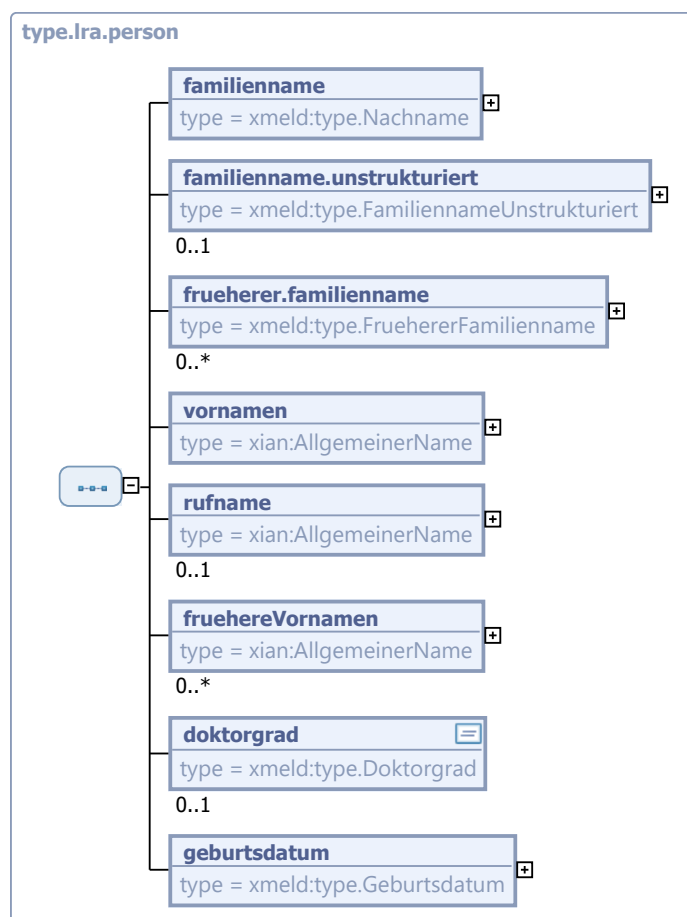 type.lra.person
familienname
type = xmeld:type.Nachname
familienname.unstrukturiert
type = xmeld:type.FamiliennameUnstrukturiert
0..1
frueherer.familienname
type = xmeld:type.FruehererFamilienname
0..*
vornamen
type = xian:AllgemeinerName
rufname
type = xian:AllgemeinerName
0..1
fruehereVornamen
type = xian:AllgemeinerName
0..*
doktorgrad
type = xmeld:type.Doktorgrad
0..1
geburtsdatum
type = xmeld:type.Geburtsdatum